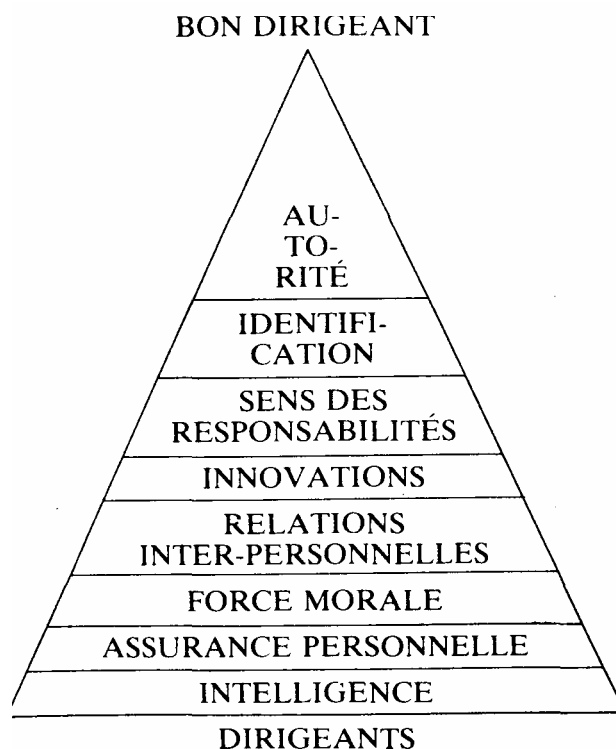 BON DIRIGEANT
AU-
TO-
RITÉ
IDENTIFI-
CATION
SENS DES
RESPONSABILITÉS
INNOVATIONS
RELATIONS
INTER-PERSONNELLES
FORCE MORALE
ASSURANCE PERSONNELLE
INTELLIGENCE
DIRIGEANTS